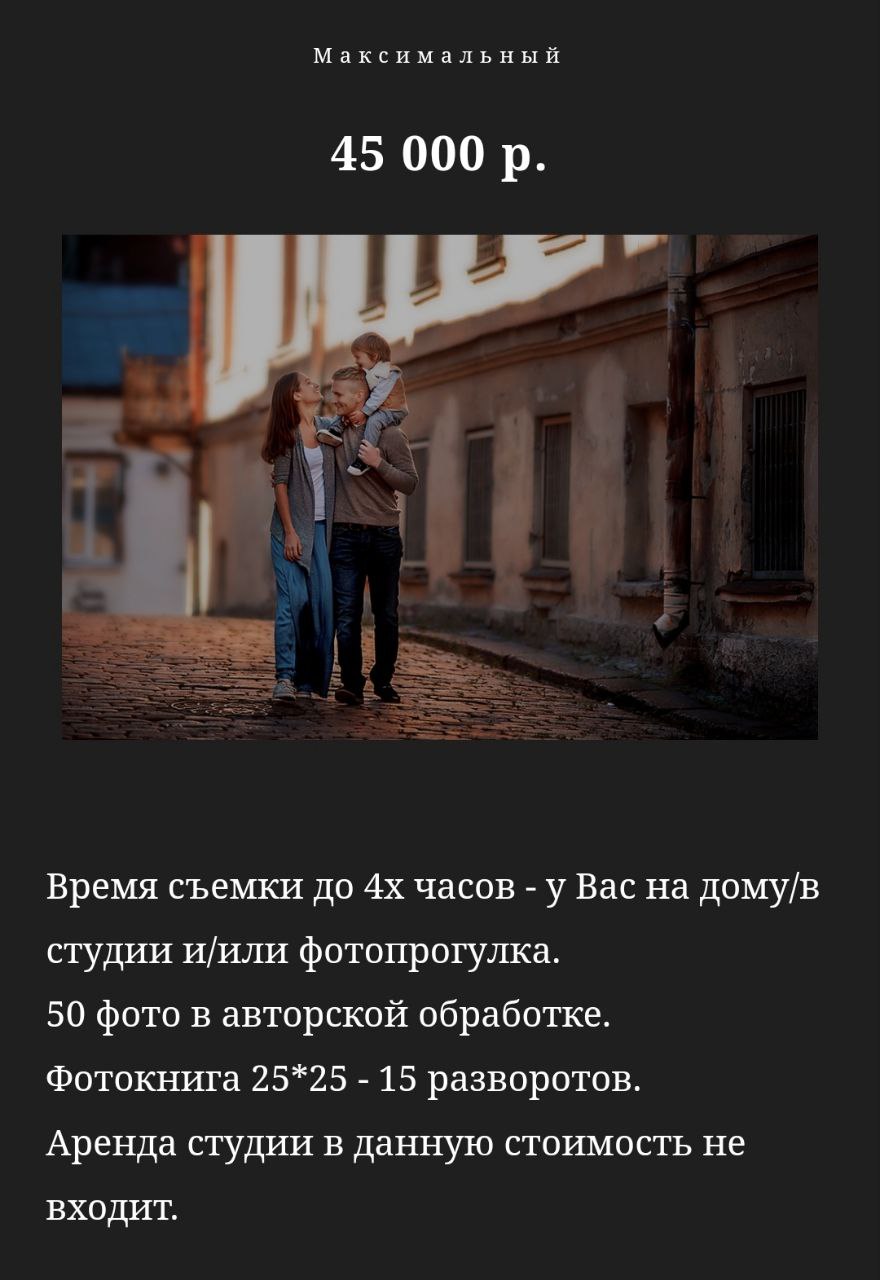 Максимальный
45 000 р.
Время съемки до 4х часов - у Вас на дому/в
студии и/или фотопрогулка.
50 фото в авторской обработке.
Фотокнига 25*25 - 15 разворотов.
Аренда студии в данную стоимость не
входит.